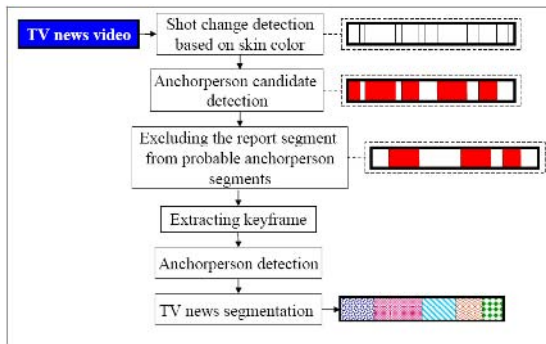 TV news video
Shot change detection
based on skin color
Anchorperson candidate
detection
Excluding the report segment
from probable anchorperson
segments
Extracting keyframe
Anchorperson detection
TV news segmentation